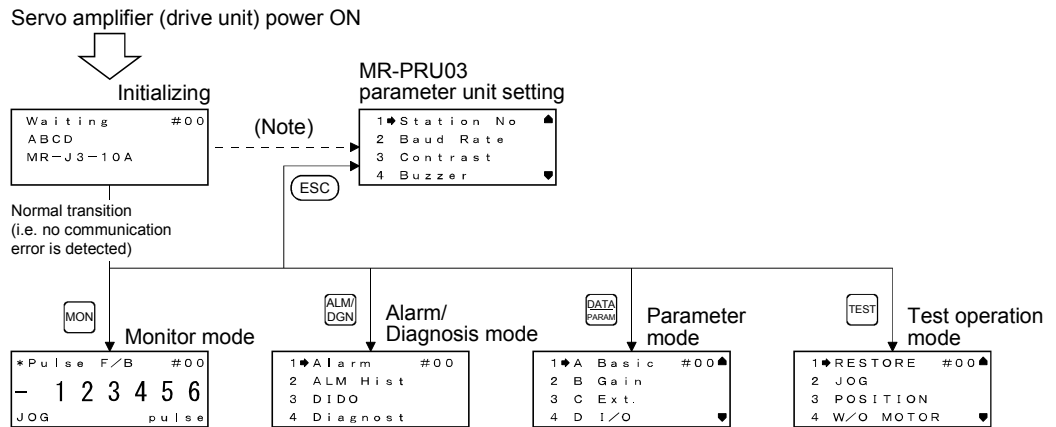 Servo amplifier (drive unit) power ON
Initializing
Waiting #00
ABCD
MR-J3-10A
(Note)
MR-PRU03
parameter unit setting
1 Station No
2 Baud Rate
3 Contrast
4 Buzzer
ESC
Normal transition
(i.e. no communication
error is detected)
MON
Monitor mode
*Pulse F/B #00
- 123456
JOG pulse
ALM/
DGN
Alarm/
Diagnosis mode
1 Alarm #00
2 ALM Hist
3 DIDO
4 Diagnost
DATA
PARAM
Parameter
mode
1 A Basic #00
2 B Gain
3 C Ext.
4 D I/O
TEST
Test operation
mode
1 RESTORE #00
2 JOG
3 POSITION
4 W/O MOTOR